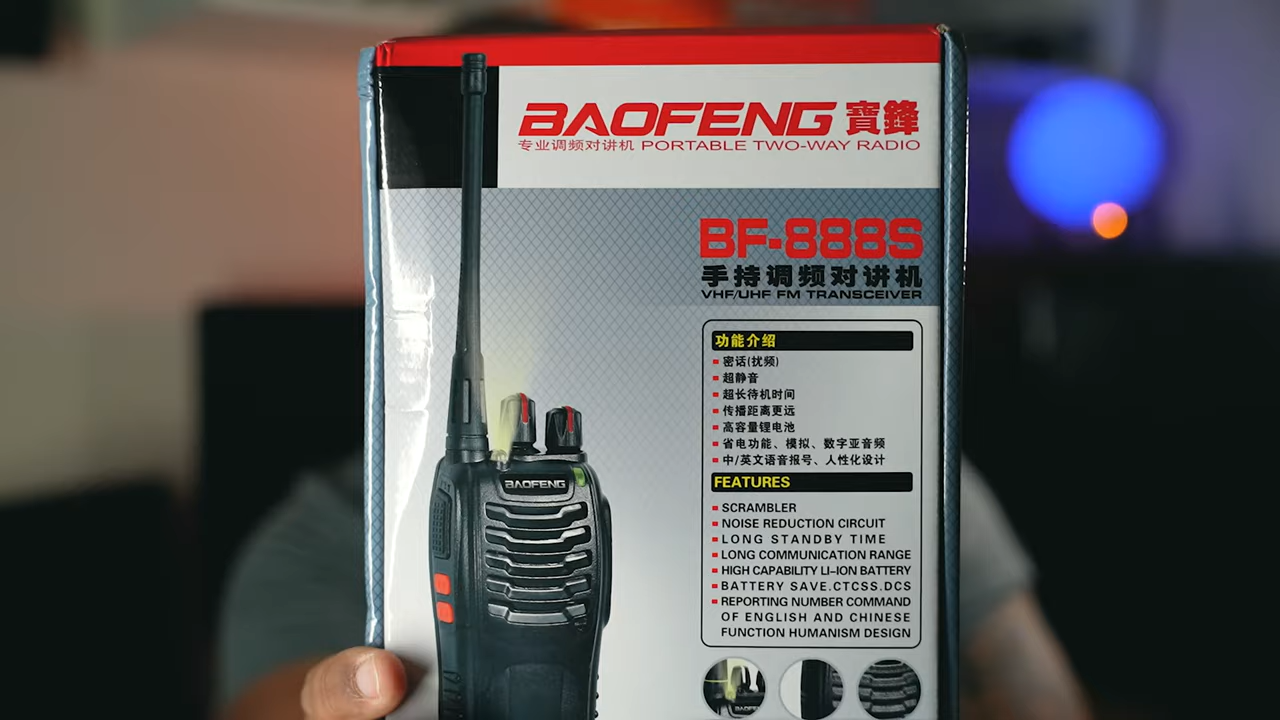 BAOFENG 寳鋒
专业调频对讲机 PORTABLE TWO-WAY RADIO
BF-888S
手持调频对讲机
VHF/UHF FM TRANSCEIVER
功能介绍
密话(扰频)
超静音
超长待机时间
传播距离更远
高容量锂电池
省电功能、模拟、数字亚音频
中/英文语音报号、人性化设计
FEATURES
SCRAMBLER
NOISE REDUCTION CIRCUIT
LONG STANDBY TIME
LONG COMMUNICATION RANGE
HIGH CAPABILITY LI-ION BATTERY
BATTERY SAVE.CTCSS.DCS
REPORTING NUMBER COMMAND
OF ENGLISH AND CHINESE
FUNCTION HUMANISM DESIGN
BAOFENG